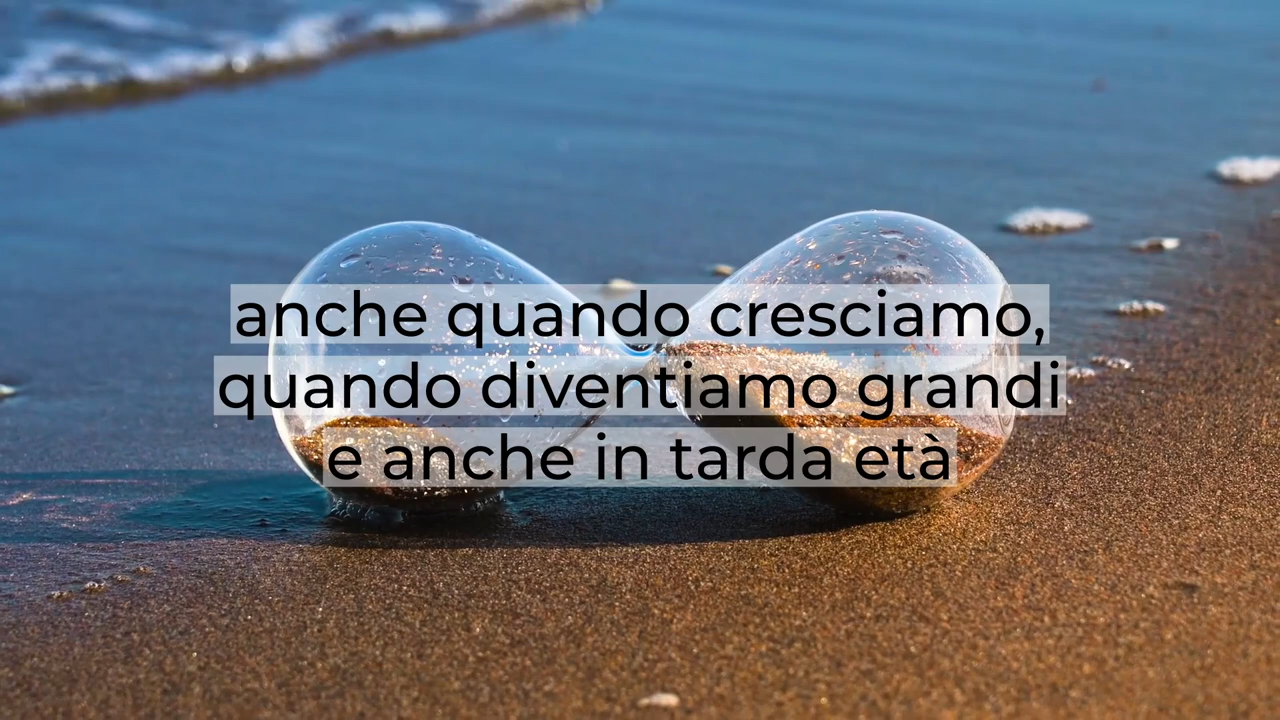 anche quando cresciamo,
quando diventiamo grandi
e anche in tarda età